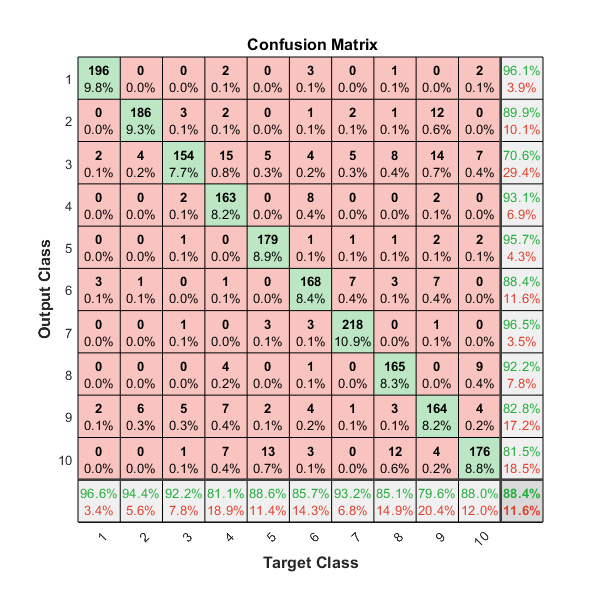 Confusion Matrix
1 196 0 0 2 0 3 0 1 0 2 96.1%
9.8% 0.0% 0.0% 0.1% 0.0% 0.1% 0.0% 0.1% 0.0% 0.1% 3.9%
2 0 186 3 2 0 1 2 1 12 0 89.9%
0.0% 9.3% 0.1% 0.1% 0.0% 0.1% 0.1% 0.1% 0.6% 0.0% 10.1%
3 2 4 154 15 5 4 5 8 14 7 70.6%
0.1% 0.2% 7.7% 0.8% 0.3% 0.2% 0.3% 0.4% 0.7% 0.4% 29.4%
4 0 0 2 163 0 8 0 0 2 0 93.1%
0.0% 0.0% 0.1% 8.2% 0.0% 0.4% 0.0% 0.0% 0.1% 0.0% 6.9%
5 0 0 1 0 179 1 1 1 2 2 95.7%
0.0% 0.0% 0.1% 0.0% 8.9% 0.1% 0.1% 0.1% 0.1% 0.1% 4.3%
6 3 1 0 1 0 168 7 3 7 0 88.4%
0.1% 0.1% 0.0% 0.1% 0.0% 8.4% 0.4% 0.1% 0.4% 0.0% 11.6%
7 0 0 1 0 3 3 218 0 1 0 96.5%
0.0% 0.0% 0.1% 0.0% 0.1% 0.1% 10.9% 0.0% 0.1% 0.0% 3.5%
8 0 0 0 4 0 1 0 165 0 9 92.2%
0.0% 0.0% 0.0% 0.2% 0.0% 0.1% 0.0% 8.3% 0.0% 0.4% 7.8%
9 2 6 5 7 2 4 1 3 164 4 82.8%
0.1% 0.3% 0.3% 0.4% 0.1% 0.2% 0.1% 0.1% 8.2% 0.2% 17.2%
10 0 0 1 7 13 3 0 12 4 176 81.5%
0.0% 0.0% 0.1% 0.4% 0.7% 0.1% 0.0% 0.6% 0.2% 8.8% 18.5%
96.6% 94.4% 92.2% 81.1% 88.6% 85.7% 93.2% 85.1% 79.6% 88.0% 88.4%
3.4% 5.6% 7.8% 18.9% 11.4% 14.3% 6.8% 14.9% 20.4% 12.0% 11.6%
1 2 3 4 5 6 7 8 9 10
Target Class
Output Class